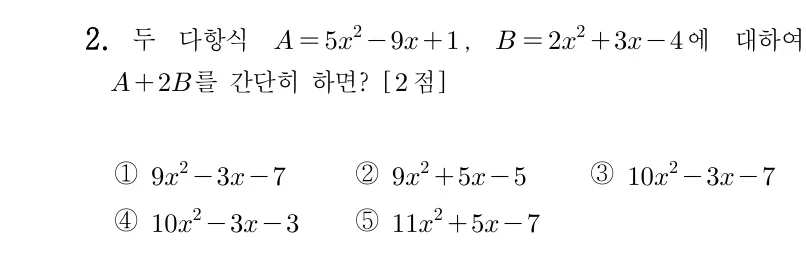 2. 두 다항식 A=5x²-9x+1, B=2x²+3x-4에 대하여
A+2B를 간단히 하면? [2점]
① 9x²-3x-7 ② 9x²+5x-5 ③ 10x²-3x-7
④ 10x²-3x-3 ⑤ 11x²+5x-7